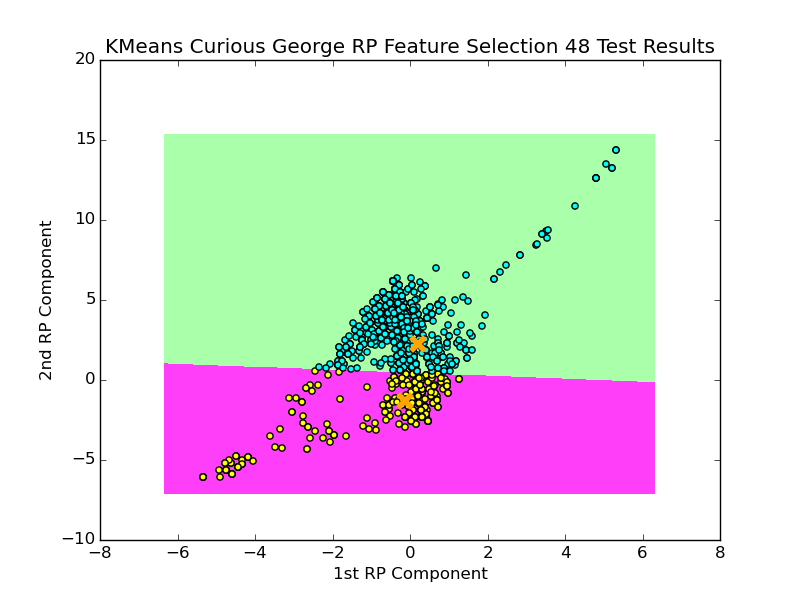 KMeans Curious George RP Feature Selection 48 Test Results
20
15
10
5
0
−5
−10
−8 −6 −4 −2 0 2 4 6 8
2nd RP Component
1st RP Component